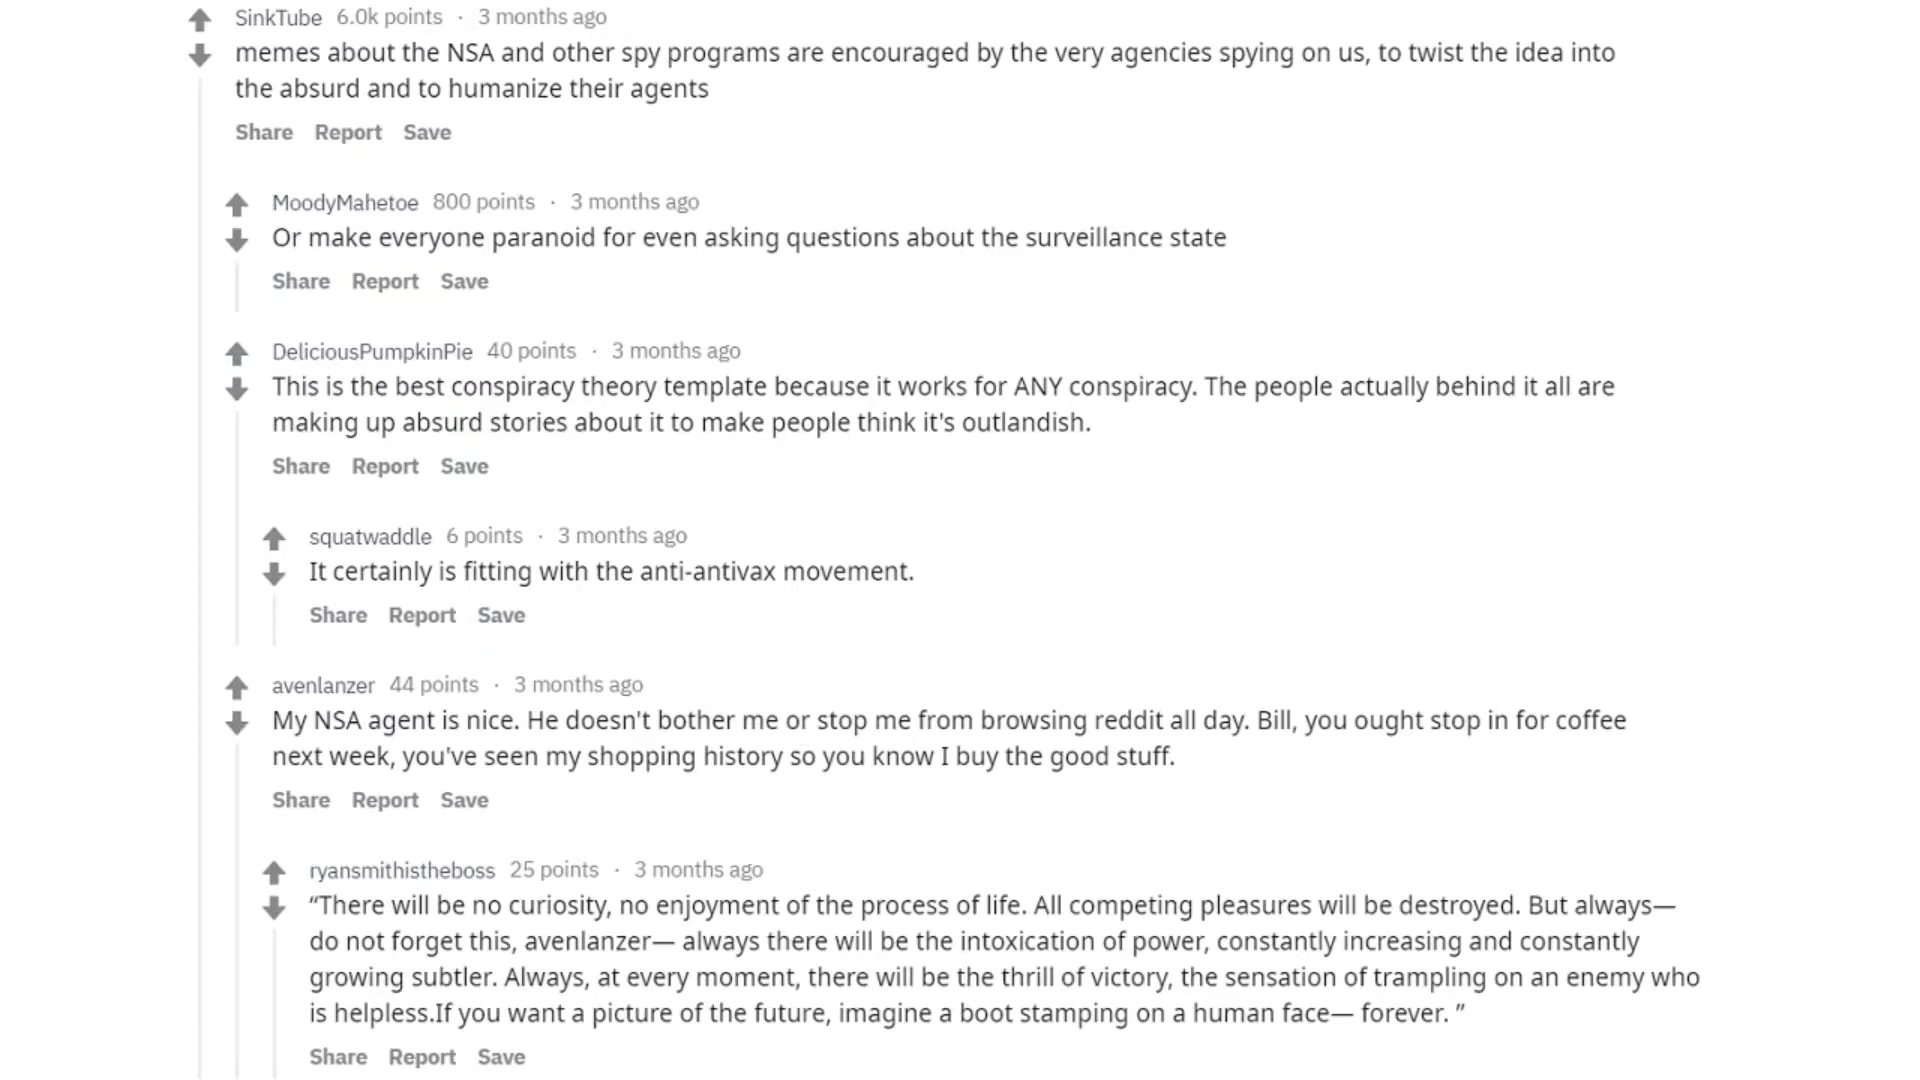 SinkTube 6.0k points · 3 months ago
memes about the NSA and other spy programs are encouraged by the very agencies spying on us, to twist the idea into
the absurd and to humanize their agents
Share Report Save
MoodyMahetoe 800 points · 3 months ago
Or make everyone paranoid for even asking questions about the surveillance state
Share Report Save
DeliciousPumpkinPie 40 points · 3 months ago
This is the best conspiracy theory template because it works for ANY conspiracy. The people actually behind it all are
making up absurd stories about it to make people think it's outlandish.
Share Report Save
squatwaddle 6 points · 3 months ago
It certainly is fitting with the anti-antivax movement.
Share Report Save
avenlanzer 44 points · 3 months ago
My NSA agent is nice. He doesn't bother me or stop me from browsing reddit all day. Bill, you ought stop in for coffee
next week, you've seen my shopping history so you know I buy the good stuff.
Share Report Save
ryansmithistheboss 25 points · 3 months ago
“There will be no curiosity, no enjoyment of the process of life. All competing pleasures will be destroyed. But always—
do not forget this, avenlanzer— always there will be the intoxication of power, constantly increasing and constantly
growing subtler. Always, at every moment, there will be the thrill of victory, the sensation of trampling on an enemy who
is helpless.If you want a picture of the future, imagine a boot stamping on a human face— forever. ”
Share Report Save